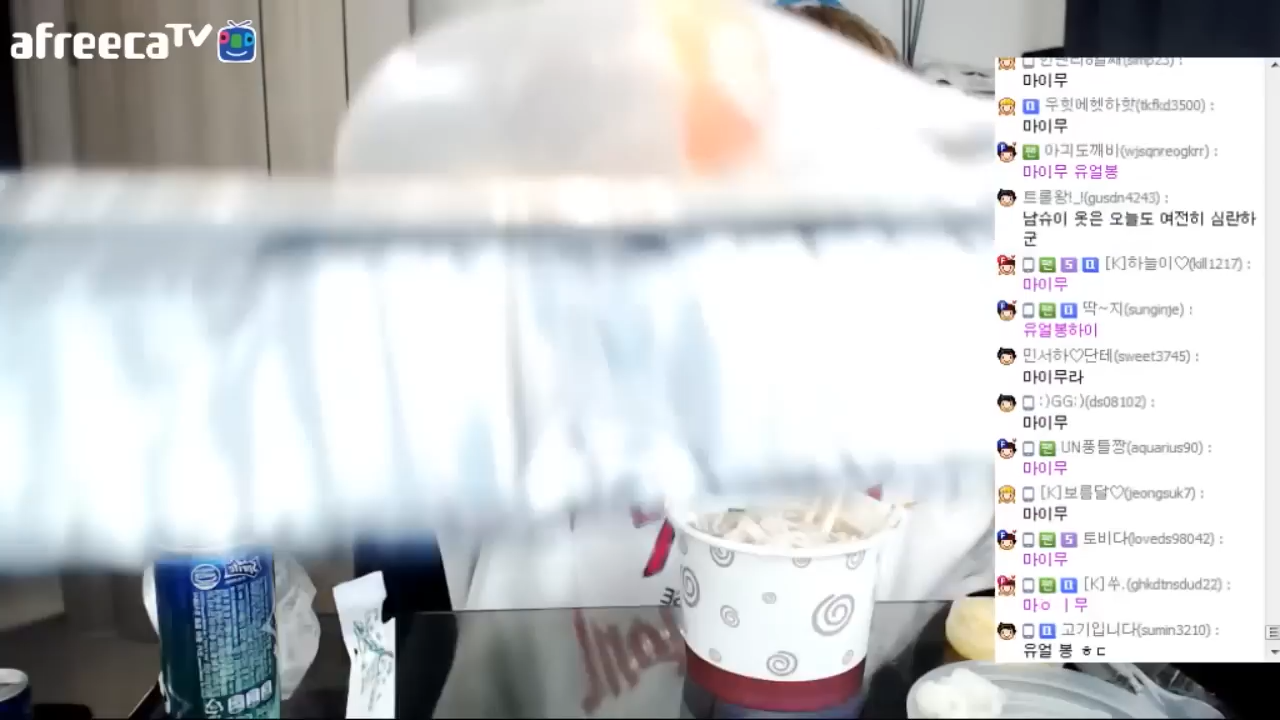 afreecaTV
마이무
우헛에헷하핫(tkfkd3500) :
마이무
아긔도깨비(wjsqnreogkrr) :
마이무 유얼봉
트롤왕!_!(gusdn4243) :
남슈이 옷은 오늘도 여전히 심란하
군
[K]하늘이♡(kill1217) :
마이무
딱~지(sunginje) :
유얼봉하이
민서하♡단테(sweet3745) :
마이무라
:)GG:)(ds08102) :
마이무
UN풍틀짱(aquarius90) :
마이무
[K]보름달♡(jeongsuk7) :
마이무
토비다(loveds98042) :
마이무
[K]쑤.(ghkdtnsdud22) :
마ㅇ ㅣ무
고기입니다(sumin3210) :
유얼 봉 ㅎㄷ
Sprite